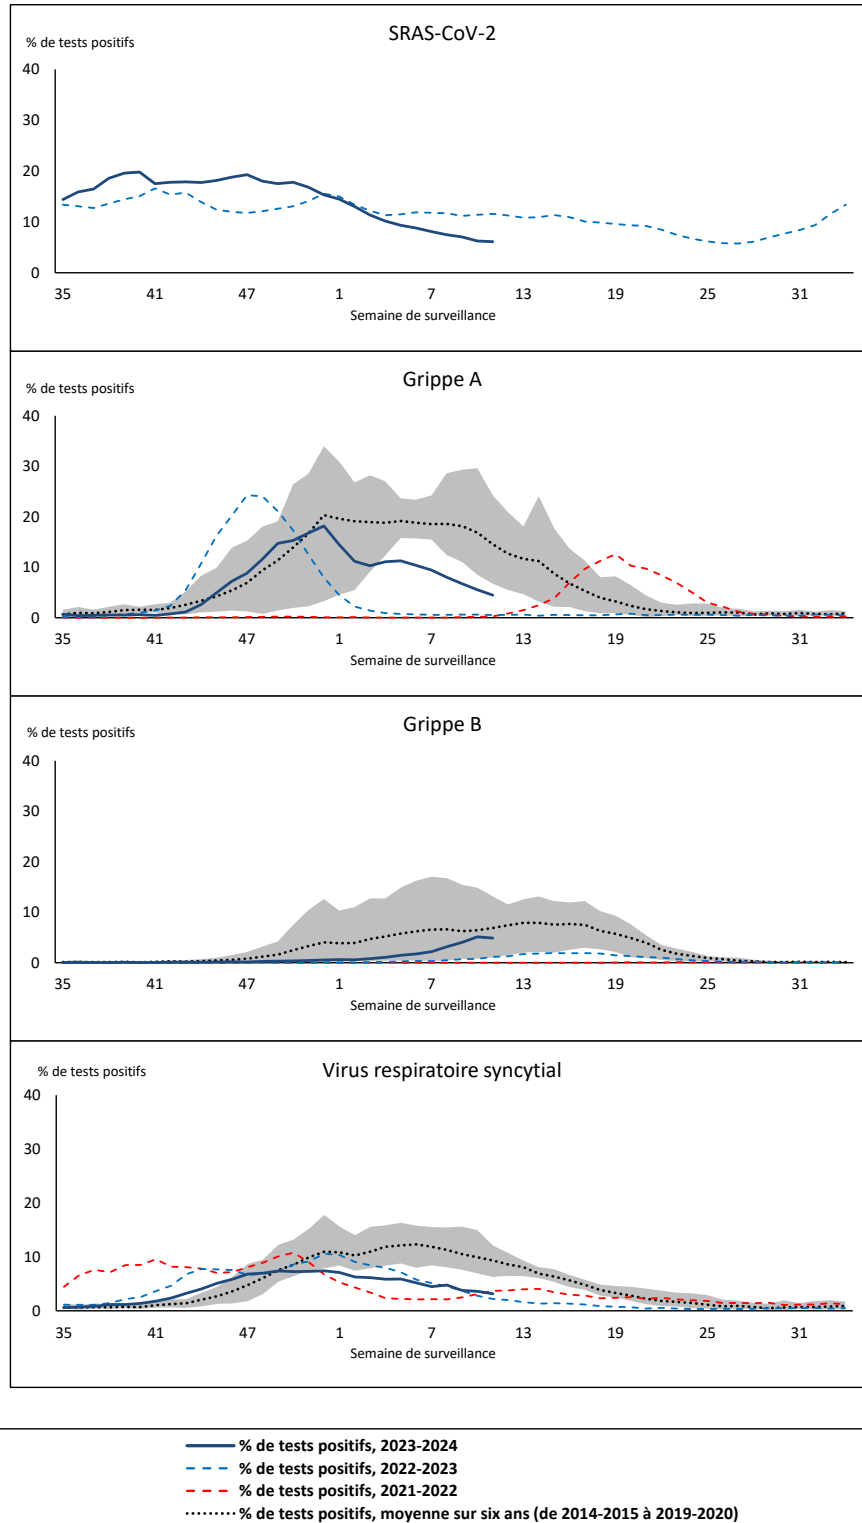 SRAS-CoV-2
% de tests positifs
40
30
20
10
0
35 41 47 1 7 13 19 25 31
Semaine de surveillance
Grippe A
% de tests positifs
40
30
20
10
0
35 41 47 1 7 13 19 25 31
Semaine de surveillance
Grippe B
% de tests positifs
40
30
20
10
0
35 41 47 1 7 13 19 25 31
Semaine de surveillance
Virus respiratoire syncytial
% de tests positifs
40
30
20
10
0
35 41 47 1 7 13 19 25 31
Semaine de surveillance
% de tests positifs, 2023-2024
% de tests positifs, 2022-2023
% de tests positifs, 2021-2022
% de tests positifs, moyenne sur six ans (de 2014-2015 à 2019-2020)